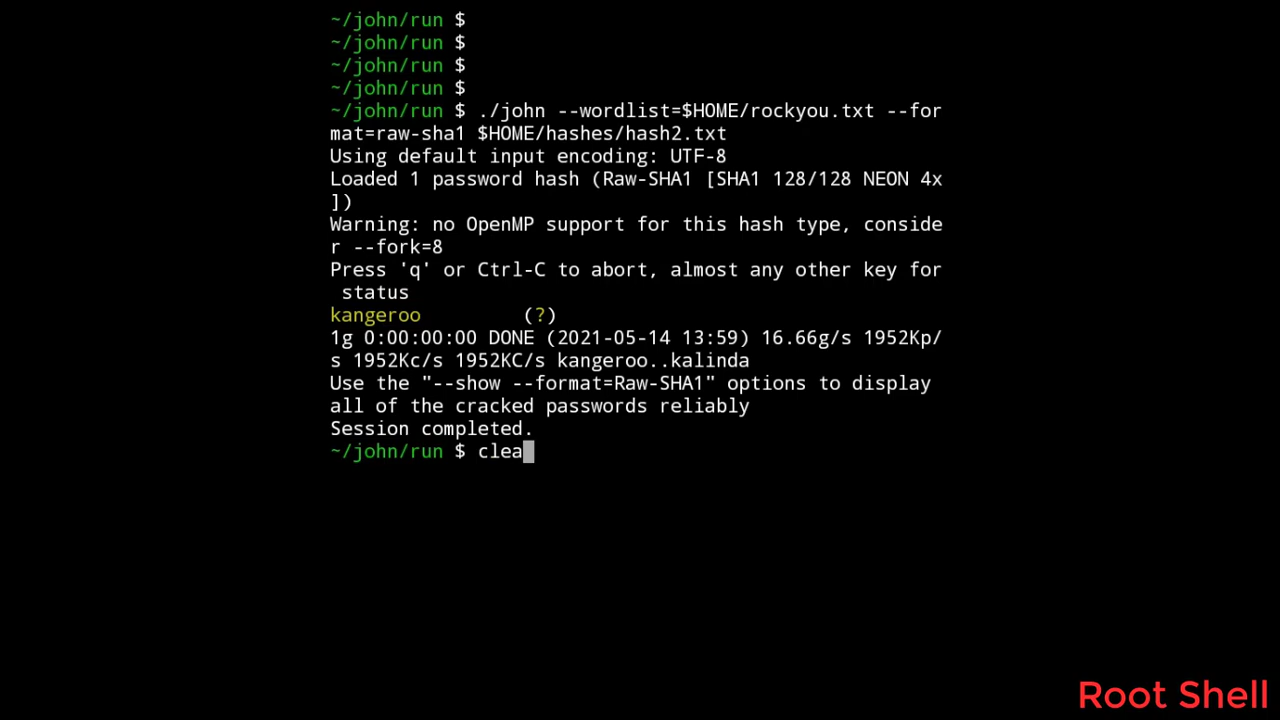 ~/john/run $
~/john/run $
~/john/run $
~/john/run $
~/john/run $ ./john --wordlist=$HOME/rockyou.txt --for
mat=raw-sha1 $HOME/hashes/hash2.txt
Using default input encoding: UTF-8
Loaded 1 password hash (Raw-SHA1 [SHA1 128/128 NEON 4x
])
Warning: no OpenMP support for this hash type, conside
r --fork=8
Press 'q' or Ctrl-C to abort, almost any other key for
 status
kangeroo         (?)
1g 0:00:00:00 DONE (2021-05-14 13:59) 16.66g/s 1952Kp/
s 1952Kc/s 1952KC/s kangeroo..kalinda
Use the "--show --format=Raw-SHA1" options to display
all of the cracked passwords reliably
Session completed.
~/john/run $ clea
Root Shell